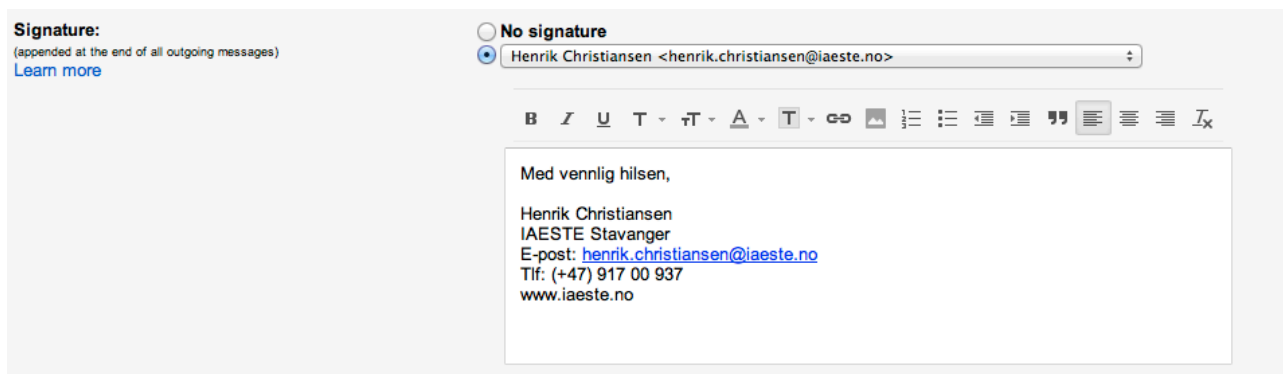 Signature:
(appended at the end of all outgoing messages)
Learn more
No signature
Henrik Christiansen <henrik.christiansen@iaeste.no>
B I U T тT A T
Med vennlig hilsen,
Henrik Christiansen
IAESTE Stavanger
E-post: henrik.christiansen@iaeste.no
Tlf: (+47) 917 00 937
www.iaeste.no